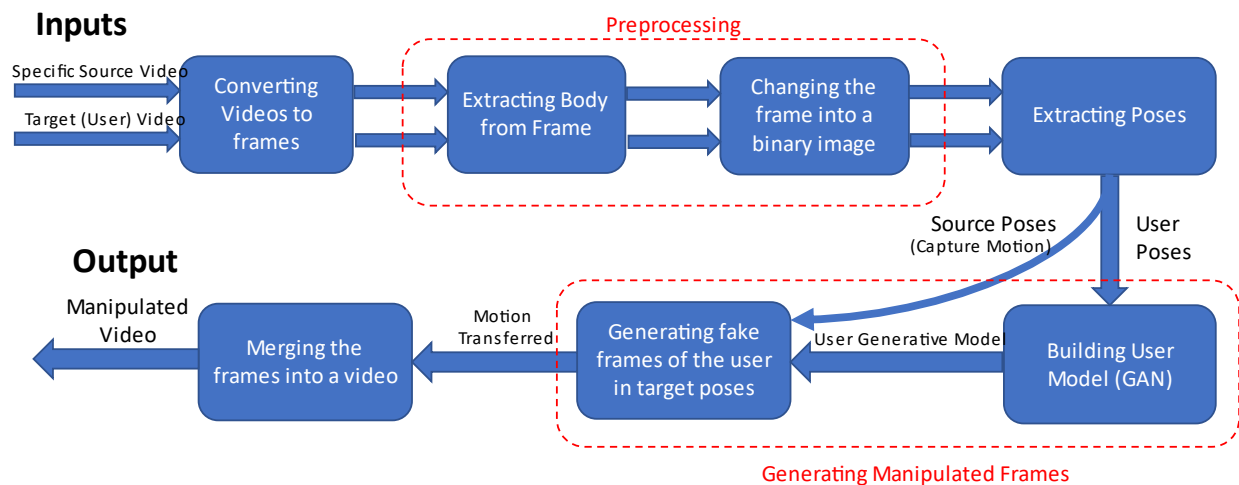 Inputs
Preprocessing
Specific Source Video
Target (User) Video
Converting
Videos to
frames
Extracting Body
from Frame
Changing the
frame into a
binary image
Extracting Poses
Source Poses
(Capture Motion)
User
Poses
Output
Manipulated
Video
Merging the
frames into a video
Motion
Transferred
Generating fake
frames of the user
in target poses
User Generative Model
Building User
Model (GAN)
Generating Manipulated Frames